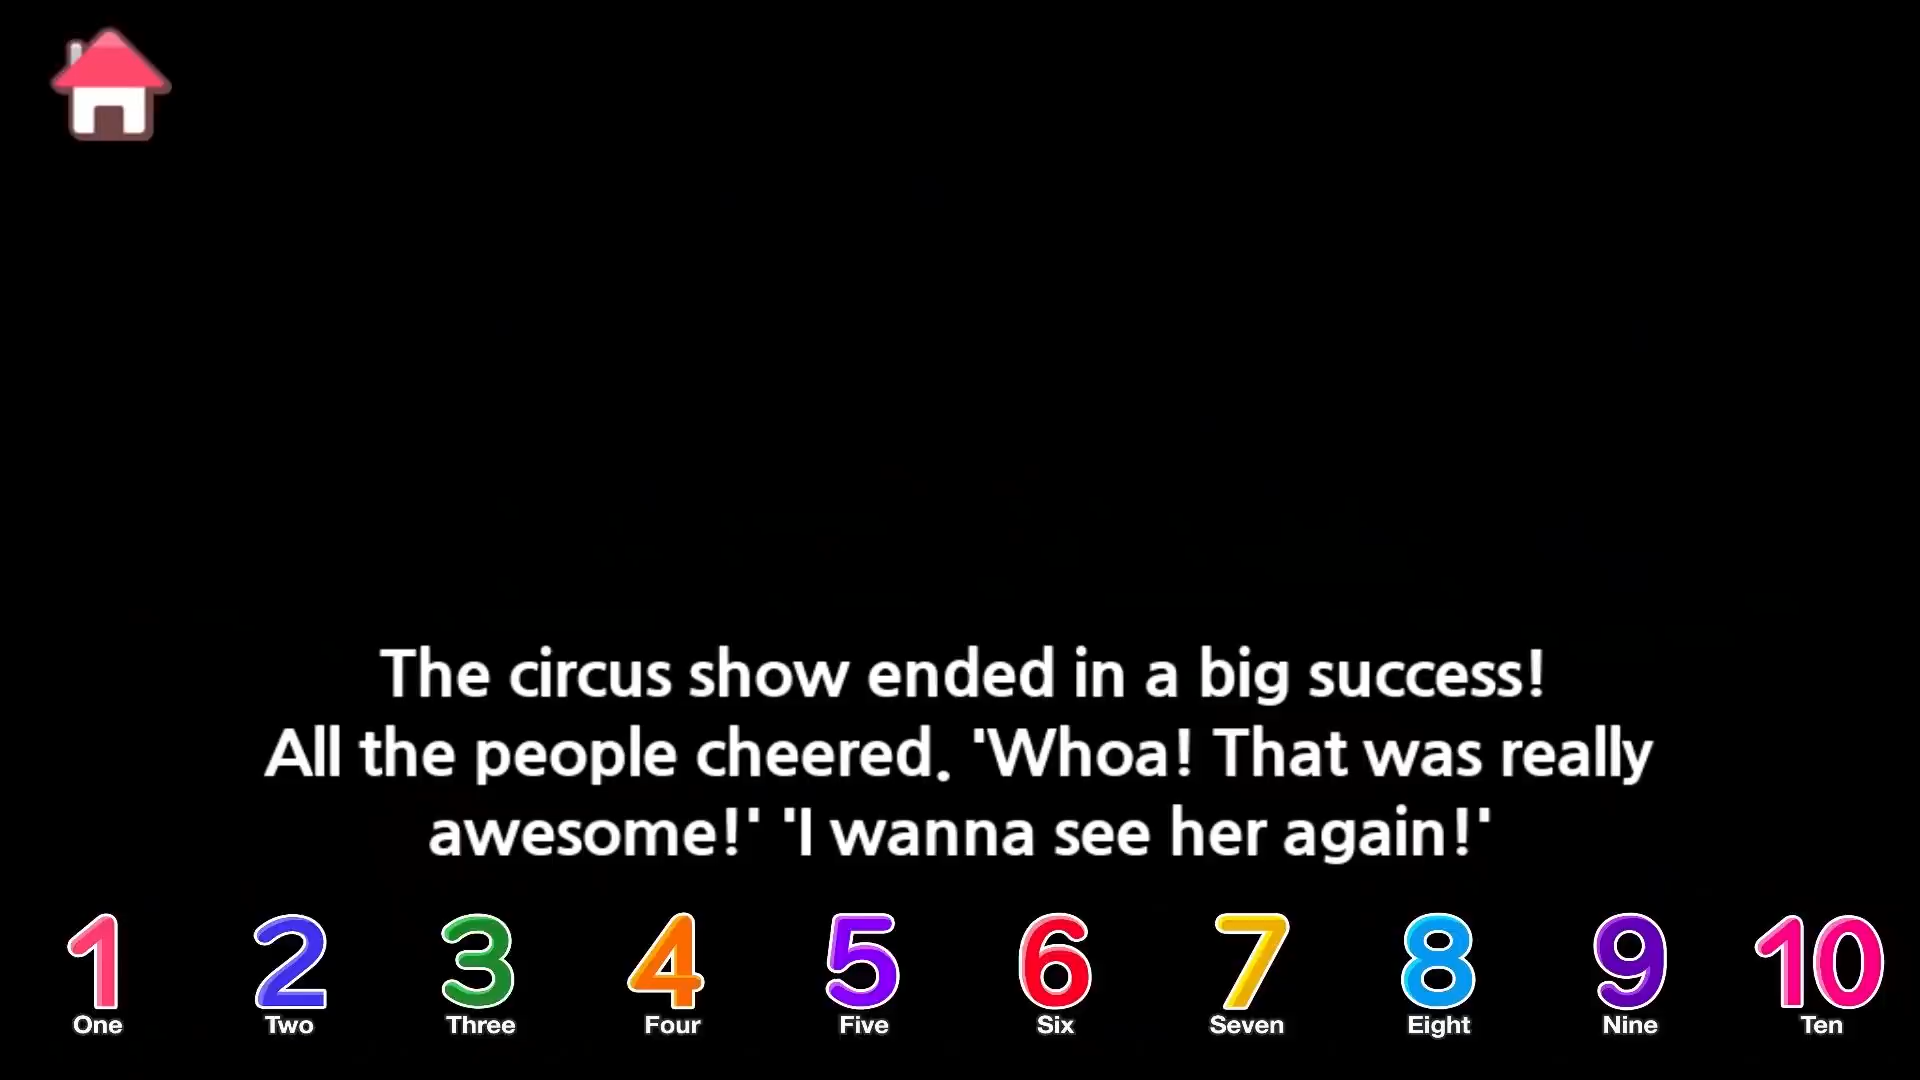 The circus show ended in a big success!
All the people cheered. 'Whoa! That was really
awesome!' 'I wanna see her again!'
1 2 3 4 5 6 7 8 9 10
One Two Three Four Five Six Seven Eight Nine Ten